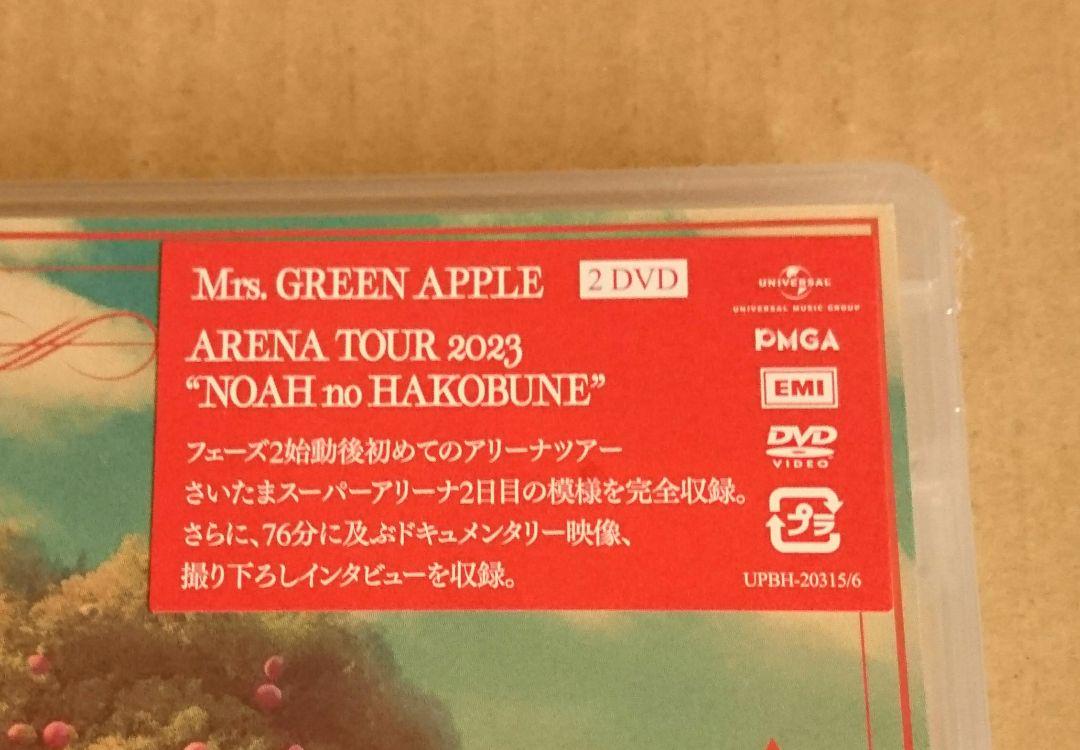 Mrs. GREEN APPLE 2 DVD
ARENA TOUR 2023
“NOAH no HAKOBUNE”
フェーズ2始動後初めてのアリーナツアー
さいたまスーパーアリーナ2日目の模様を完全収録。
さらに、76分に及ぶドキュメンタリー映像、
撮り下ろしインタビューを収録。
UNIVERSAL
UNIVERSAL MUSIC GROUP
PMGA
EMI
DVD
VIDEO
プラ
UPBH-20315/6